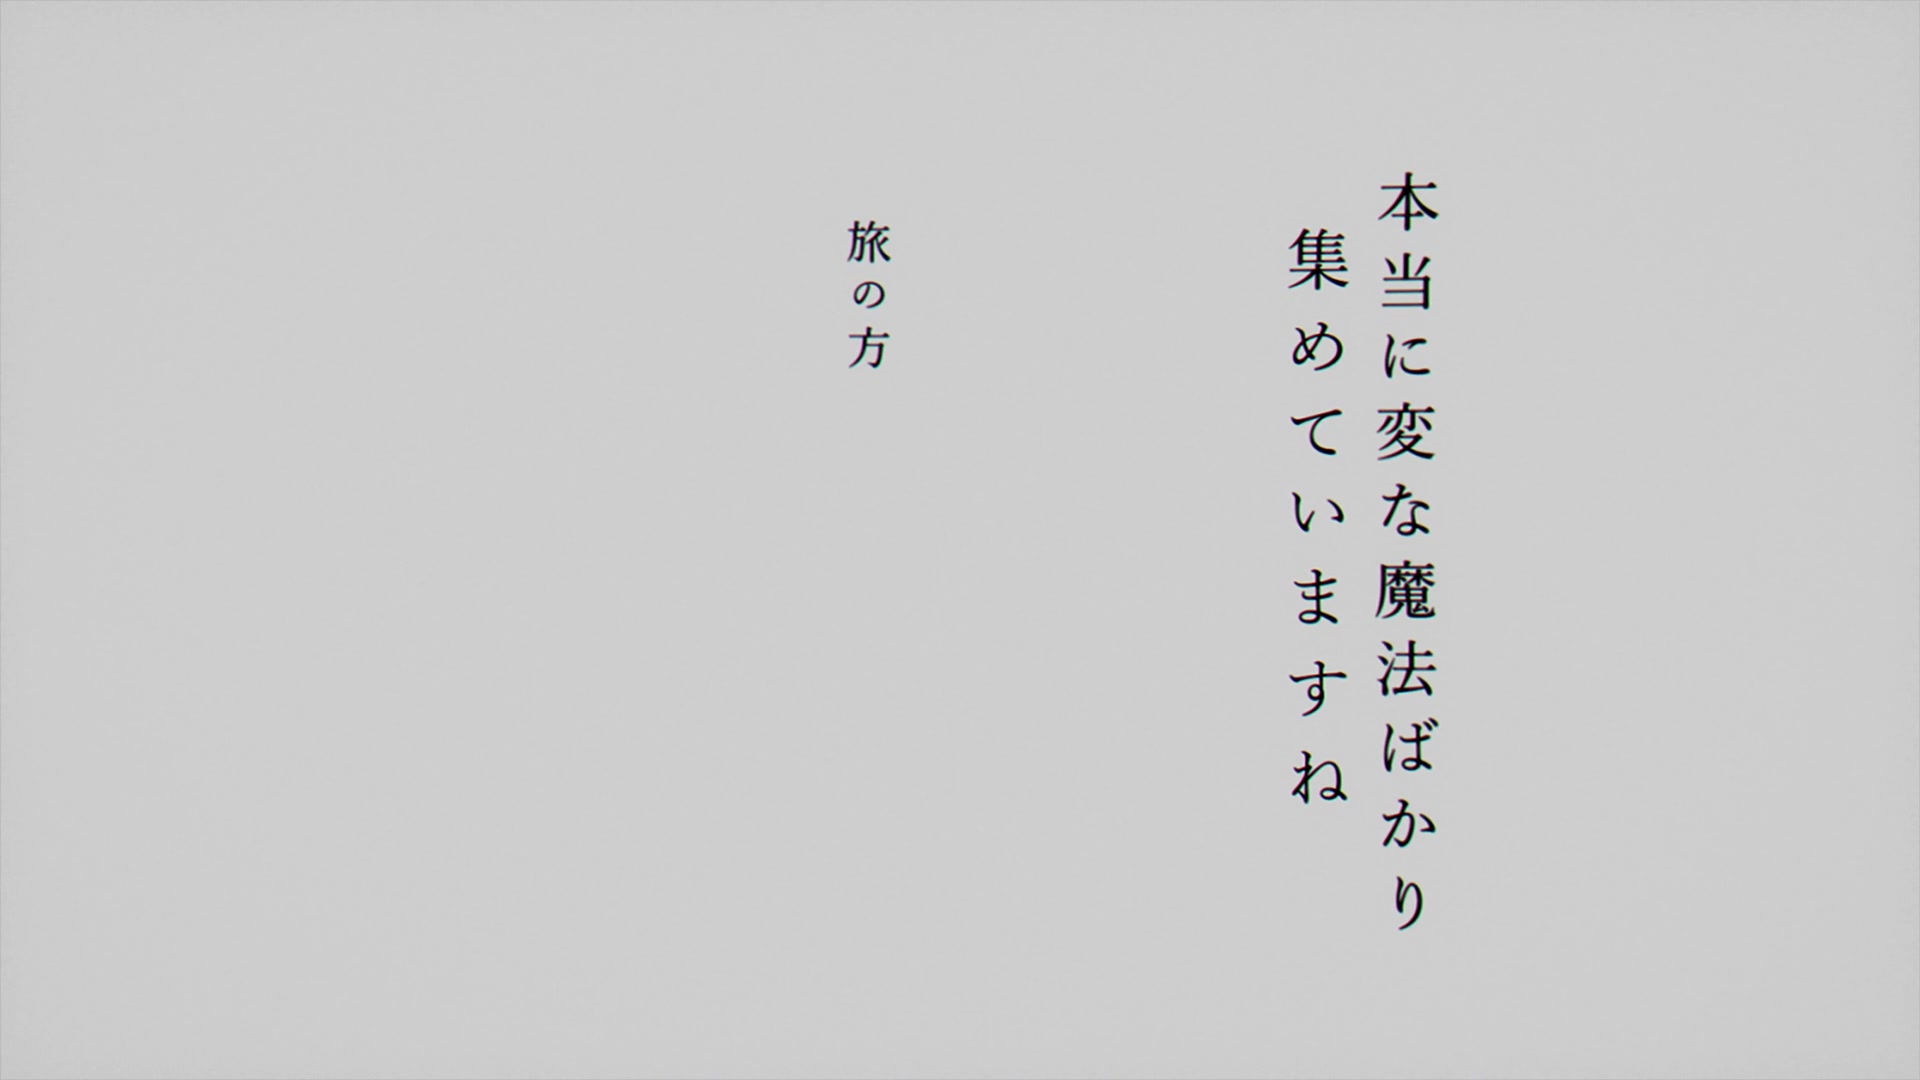 本当に変な魔法ばかり
集めていますね
旅の方